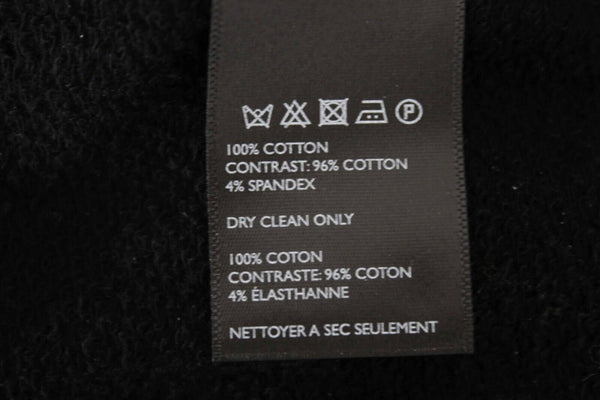 P
100% COTTON
CONTRAST: 96% COTTON
4% SPANDEX
DRY CLEAN ONLY
100% COTON
CONTRASTE: 96% COTON
4% ÉLASTHANNE
NETTOYER A SEC SEULEMENT